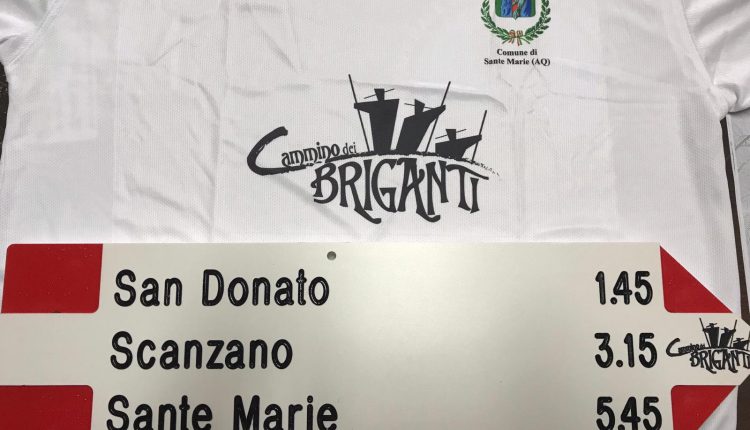 Comune di
Sante Marie (AQ)
Cammino dei
BRIGANTI
San Donato 1.45
Scanzano 3.15
Cammino dei
BRIGANTI
Sante Marie 5.45